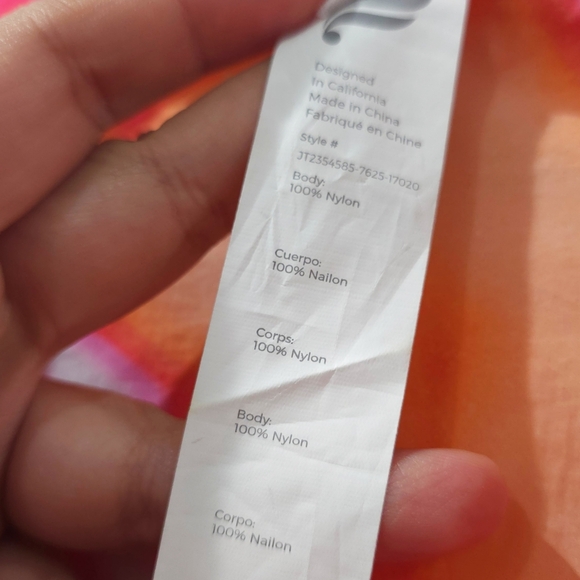 Designed
In California
Made in China
Fabriqué en Chine
Style #
JT2354585-7625-17020
Body:
100% Nylon
Cuerpo:
100% Nailon
Corps:
100% Nylon
Body:
100% Nylon
Corpo:
100% Nailon